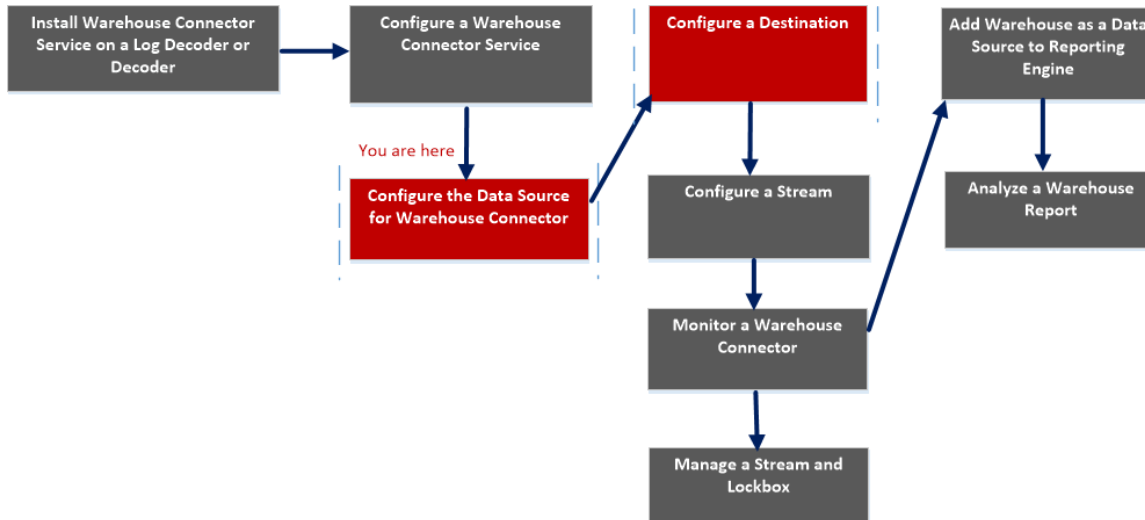 Install Warehouse Connector
Service on a Log Decoder or
Decoder
Configure a Warehouse
Connector Service
You are here
Configure the Data Source
for Warehouse Connector
Configure a Destination
Configure a Stream
Monitor a Warehouse
Connector
Manage a Stream and
Lockbox
Add Warehouse as a Data
Source to Reporting
Engine
Analyze a Warehouse
Report